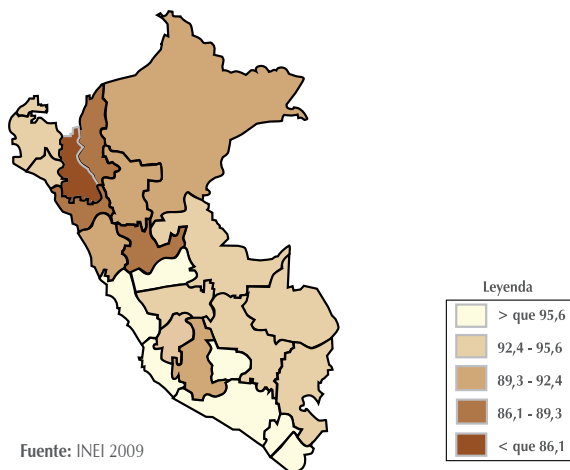 Leyenda
> que 95,6
92,4 - 95,6
89,3 - 92,4
86,1 - 89,3
< que 86,1
Fuente: INEI 2009